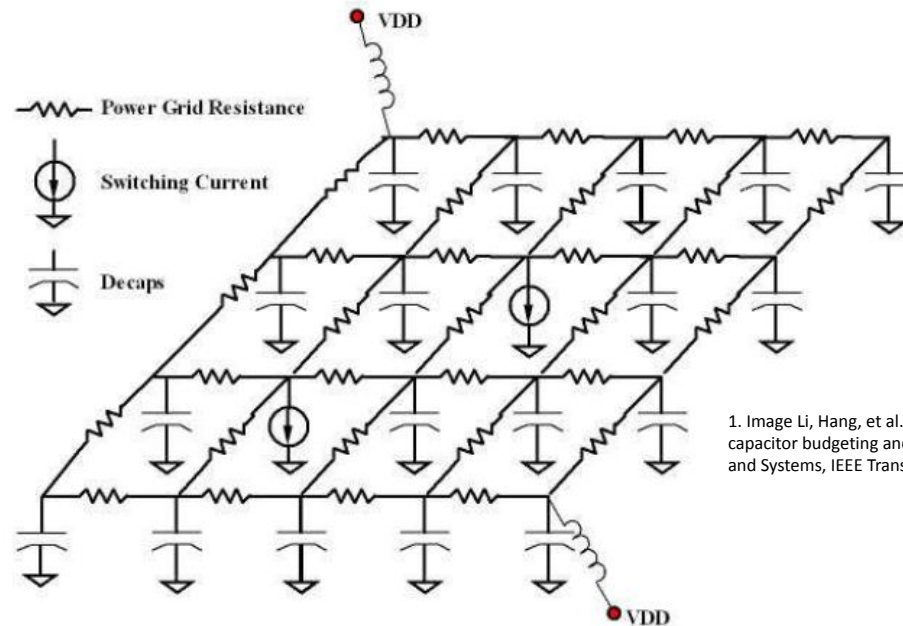 VDD
Power Grid Resistance
Switching Current
Decaps
1. Image Li, Hang, et al.
capacitor budgeting and
and Systems, IEEE Trans
VDD